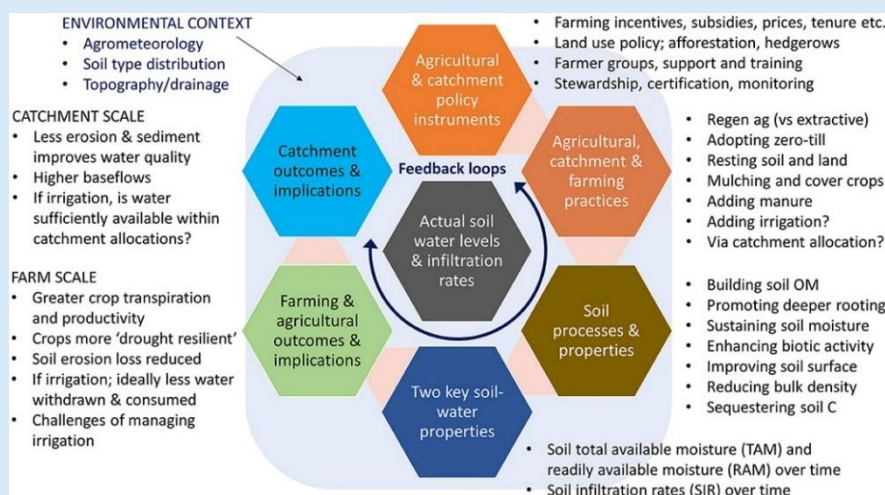 ENVIRONMENTAL CONTEXT
• Agrometeorology
• Soil type distribution
• Topography/drainage
• Farming incentives, subsidies, prices, tenure etc.
• Land use policy; afforestation, hedgerows
• Farmer groups, support and training
• Stewardship, certification, monitoring
Agricultural
& catchment
policy
instruments
CATCHMENT SCALE
• Less erosion & sediment
improves water quality
• Higher baseflows
• If irrigation, is water
sufficiently available within
catchment allocations?
Catchment
outcomes &
implications
Feedback loops
Agricultural,
catchment &
farming
practices
• Regen ag (vs extractive)
• Adopting zero-till
• Resting soil and land
• Mulching and cover crops
• Adding manure
• Adding irrigation?
• Via catchment allocation?
Actual soil
water levels
& infiltration
rates
FARM SCALE
• Greater crop transpiration
and productivity
• Crops more ‘drought resilient’
• Soil erosion loss reduced
• If irrigation; ideally less water
withdrawn & consumed
• Challenges of managing
irrigation
Farming &
agricultural
outcomes &
implications
Soil
processes &
properties
• Building soil OM
• Promoting deeper rooting
• Sustaining soil moisture
• Enhancing biotic activity
• Improving soil surface
• Reducing bulk density
• Sequestering soil C
Two key soil-
water
properties
• Soil total available moisture (TAM) and
readily available moisture (RAM) over time
• Soil infiltration rates (SIR) over time